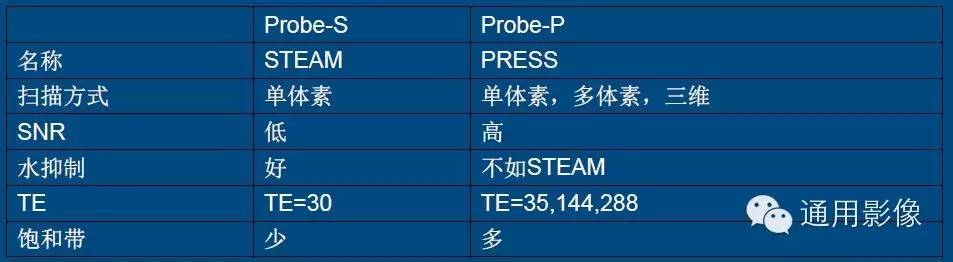 Probe-S Probe-P
名称 STEAM PRESS
扫描方式 单体素 单体素，多体素，三维
SNR 低 高
水抑制 好 不如STEAM
TE TE=30 TE=35,144,288
饱和带 少 多
通用影像